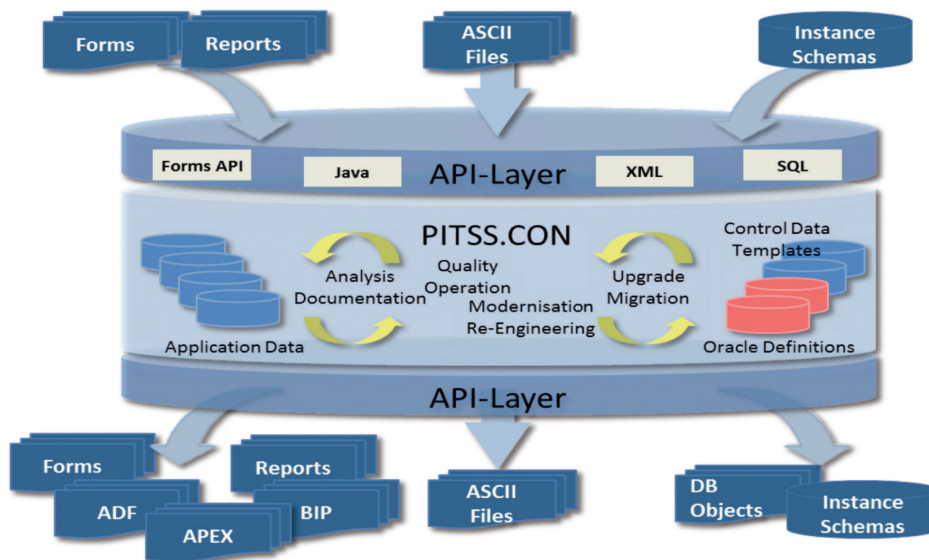 Forms
Reports
ASCII
Files
Instance
Schemas
Forms API
Java
API-Layer
XML
SQL
PITSS.CON
Control Data
Templates
Analysis
Documentation
Quality
Operation
Modernisation
Re-Engineering
Upgrade
Migration
Application Data
Oracle Definitions
API-Layer
Forms
Reports
ADF
APEX
BIP
ASCII
Files
DB
Objects
Instance
Schemas